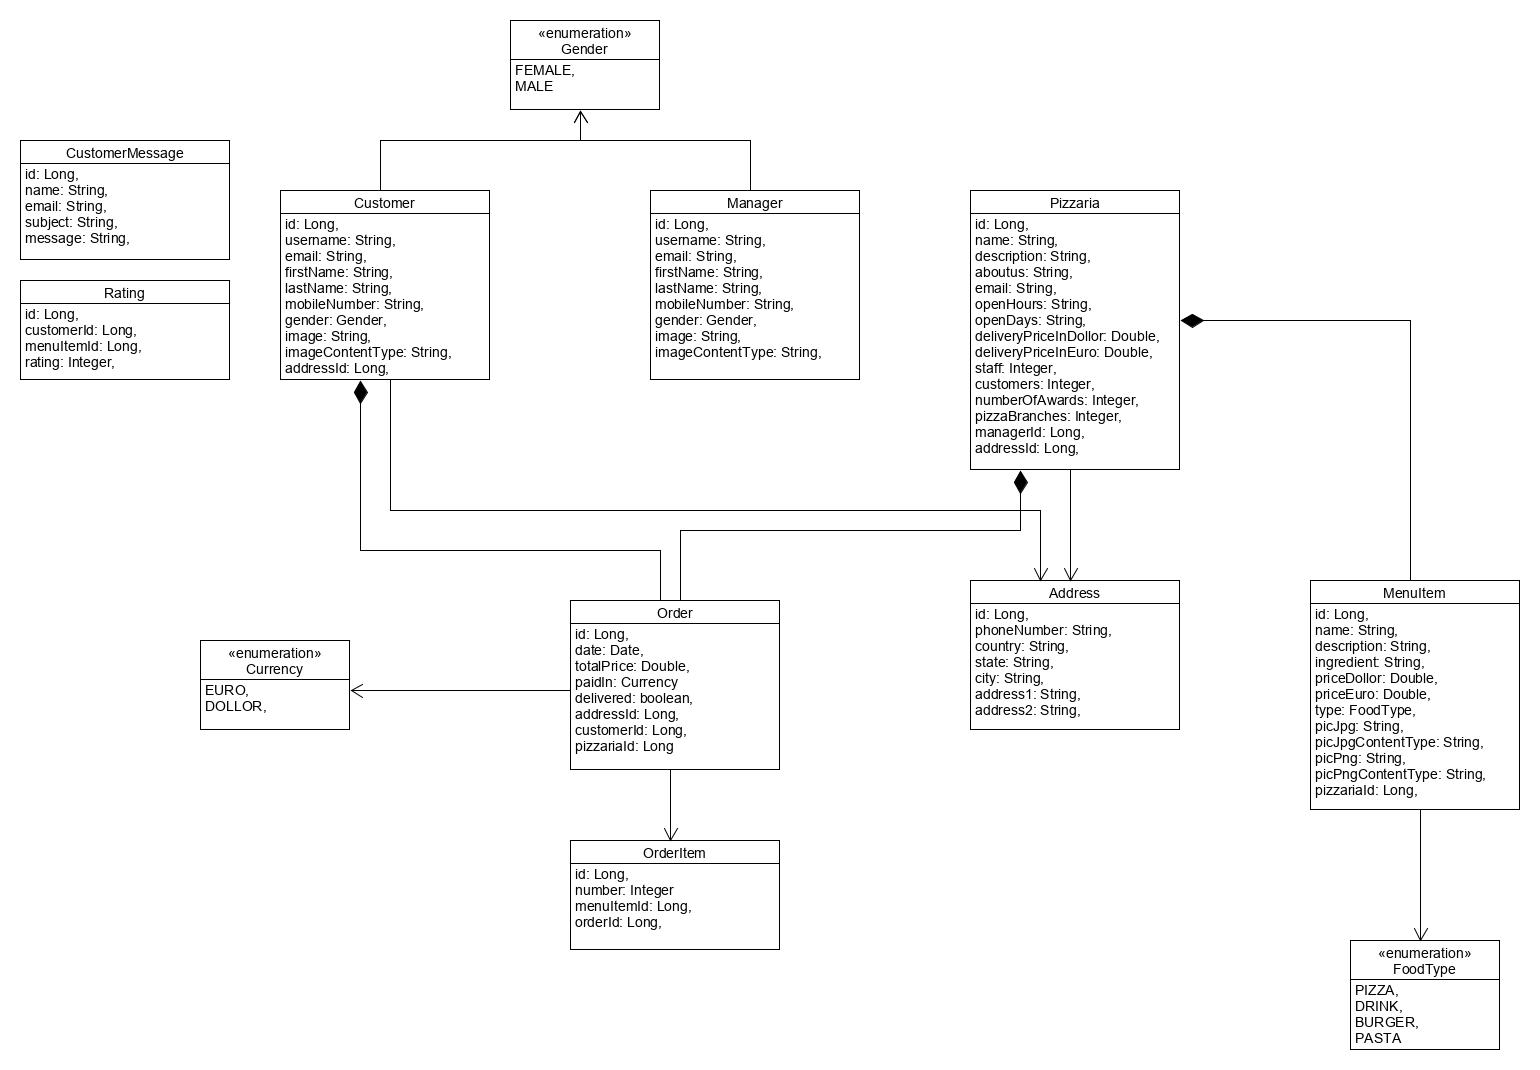 «enumeration»
Gender
FEMALE,
MALE
CustomerMessage
id: Long,
name: String,
email: String,
subject: String,
message: String,
Rating
id: Long,
customerId: Long,
menuItemId: Long,
rating: Integer,
Customer
id: Long,
username: String,
email: String,
firstName: String,
lastName: String,
mobileNumber: String,
gender: Gender,
image: String,
imageContentType: String,
addressId: Long,
Manager
id: Long,
username: String,
email: String,
firstName: String,
lastName: String,
mobileNumber: String,
gender: Gender,
image: String,
imageContentType: String,
Pizzaria
id: Long,
name: String,
description: String,
aboutus: String,
email: String,
openHours: String,
openDays: String,
deliveryPriceInDollor: Double,
deliveryPriceInEuro: Double,
staff: Integer,
customers: Integer,
numberOfAwards: Integer,
pizzaBranches: Integer,
managerId: Long,
addressId: Long,
«enumeration»
Currency
EURO,
DOLLOR,
Order
id: Long,
date: Date,
totalPrice: Double,
paidIn: Currency
delivered: boolean,
addressId: Long,
customerId: Long,
pizzariaId: Long
Address
id: Long,
phoneNumber: String,
country: String,
state: String,
city: String,
address1: String,
address2: String,
MenuItem
id: Long,
name: String,
description: String,
ingredient: String,
priceDollor: Double,
priceEuro: Double,
type: FoodType,
picJpg: String,
picJpgContentType: String,
picPng: String,
picPngContentType: String,
pizzariaId: Long,
OrderItem
id: Long,
number: Integer
menuItemId: Long,
orderId: Long,
«enumeration»
FoodType
PIZZA,
DRINK,
BURGER,
PASTA